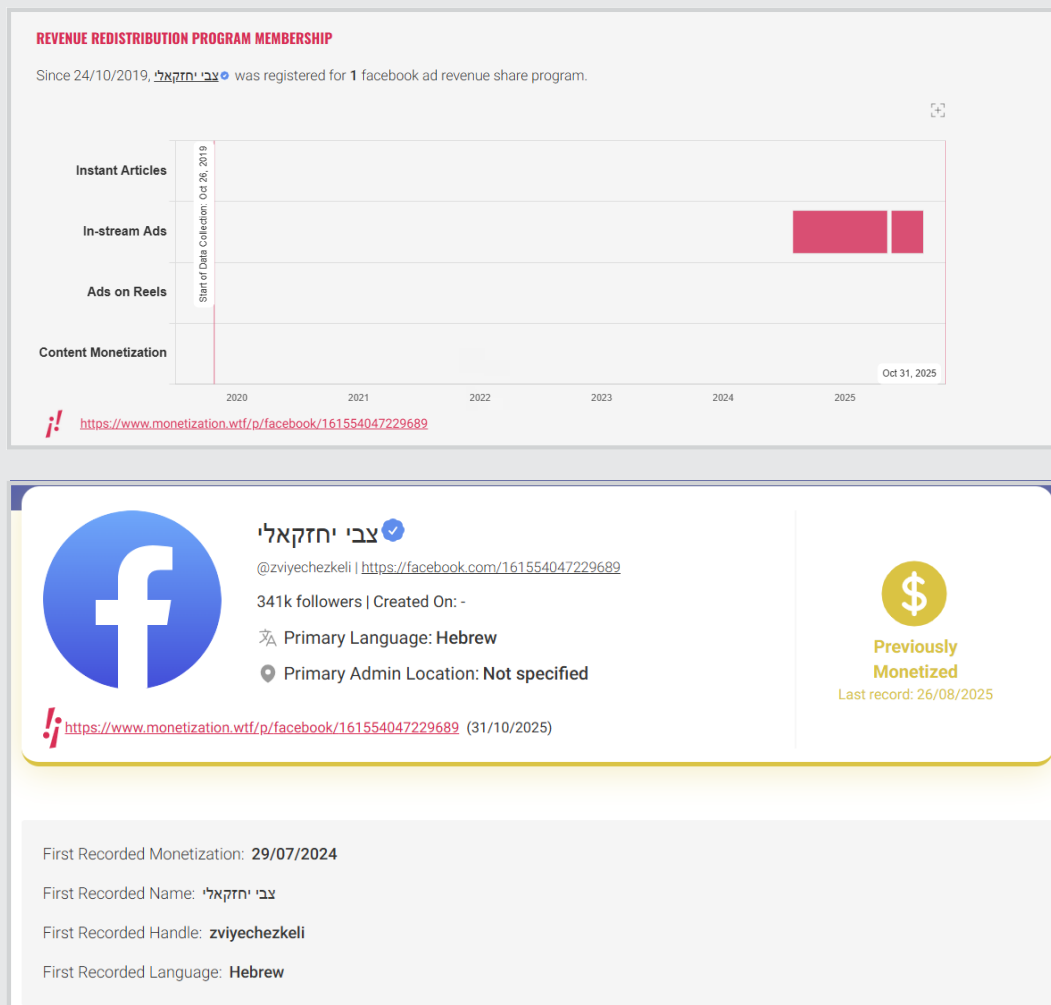 REVENUE REDISTRIBUTION PROGRAM MEMBERSHIP
Since 24/10/2019, צבי יחזקאלי was registered for 1 facebook ad revenue share program.
Instant Articles
In-stream Ads
Ads on Reels
Content Monetization
Start of Data Collection: Oct 26, 2019
Oct 31, 2025
2020 2021 2022 2023 2024 2025
https://www.monetization.wtf/p/facebook/161554047229689
צבי יחזקאלי
@zviyechezkeli | https://facebook.com/161554047229689
341k followers | Created On: -
Primary Language: Hebrew
Primary Admin Location: Not specified
https://www.monetization.wtf/p/facebook/161554047229689 (31/10/2025)
Previously
Monetized
Last record: 26/08/2025
First Recorded Monetization: 29/07/2024
First Recorded Name: צבי יחזקאלי
First Recorded Handle: zviyechezkeli
First Recorded Language: Hebrew